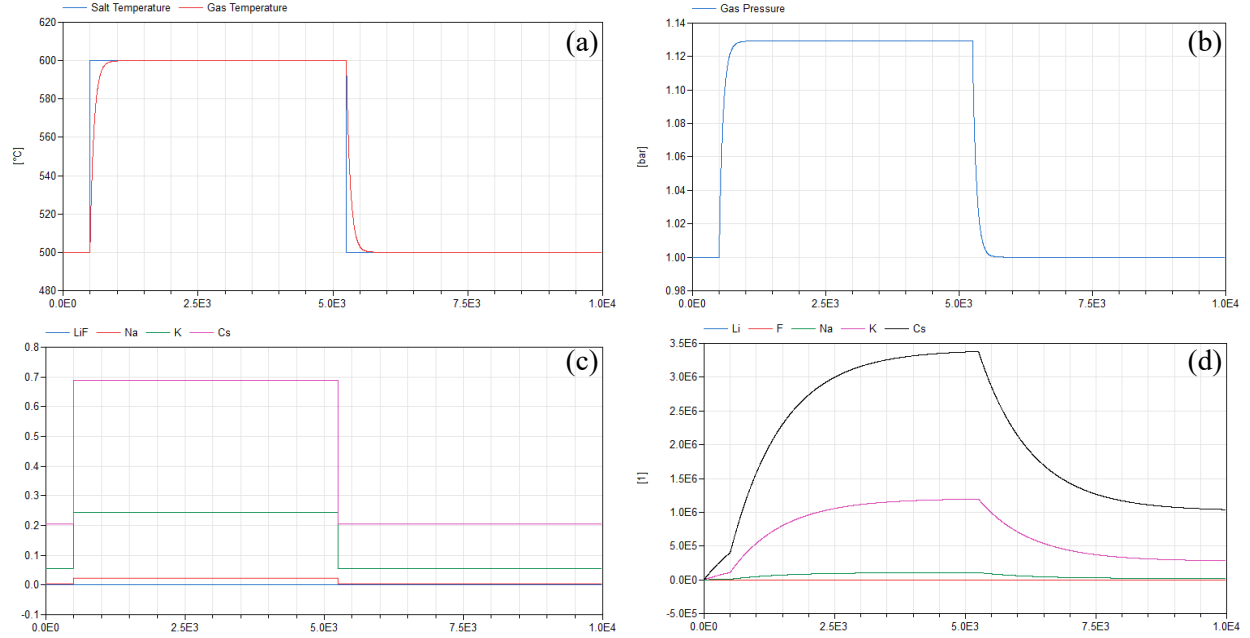 Salt Temperature Gas Temperature
(a)
620
600
580
560
540
520
500
480
[°C]
0.0E0 2.5E3 5.0E3 7.5E3 1.0E4
Gas Pressure
(b)
1.14
1.12
1.10
1.08
1.06
1.04
1.02
1.00
0.98
[bar]
0.0E0 2.5E3 5.0E3 7.5E3 1.0E4
LiF Na K Cs
(c)
0.8
0.7
0.6
0.5
0.4
0.3
0.2
0.1
0.0
-0.1
0.0E0 2.5E3 5.0E3 7.5E3 1.0E4
Li F Na K Cs
(d)
3.5E6
3.0E6
2.5E6
2.0E6
1.5E6
1.0E6
5.0E5
0.0E0
-5.0E5
[1]
0.0E0 2.5E3 5.0E3 7.5E3 1.0E4